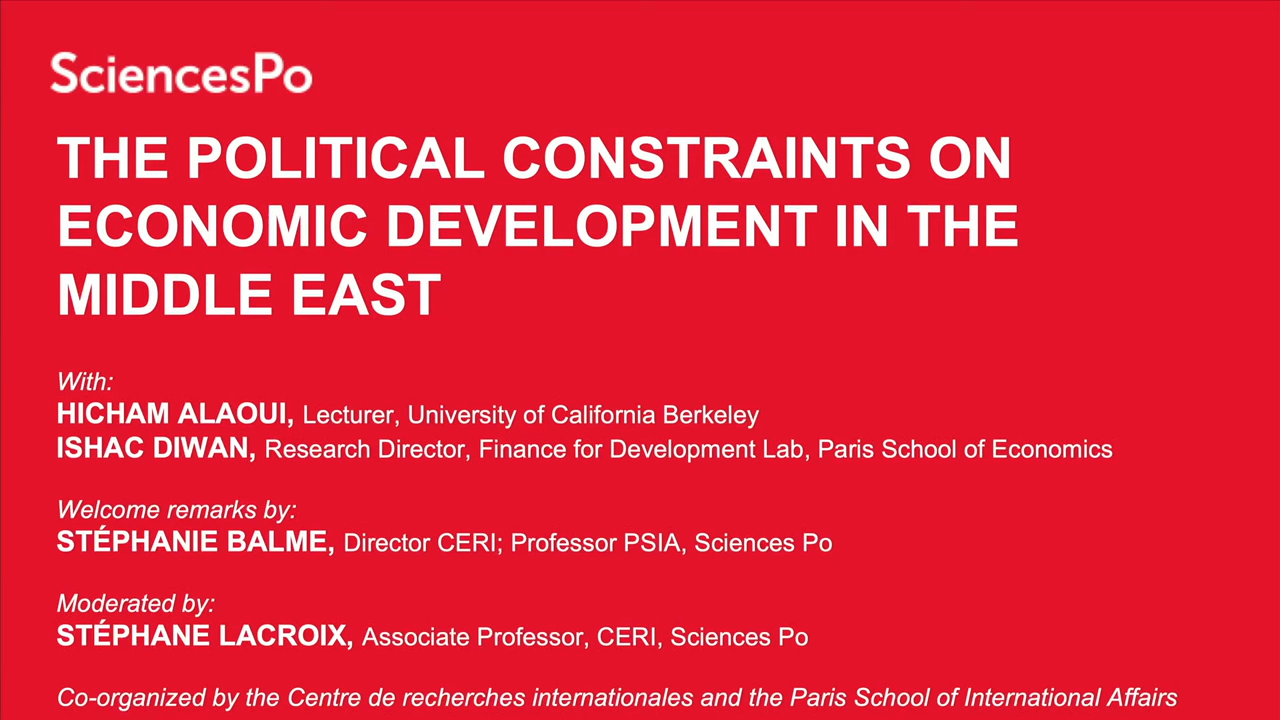 SciencesPo
THE POLITICAL CONSTRAINTS ON
ECONOMIC DEVELOPMENT IN THE
MIDDLE EAST
With:
HICHAM ALAOUI, Lecturer, University of California Berkeley
ISHAC DIWAN, Research Director, Finance for Development Lab, Paris School of Economics
Welcome remarks by:
STÉPHANIE BALME, Director CERI; Professor PSIA, Sciences Po
Moderated by:
STÉPHANE LACROIX, Associate Professor, CERI, Sciences Po
Co-organized by the Centre de recherches internationales and the Paris School of International Affairs